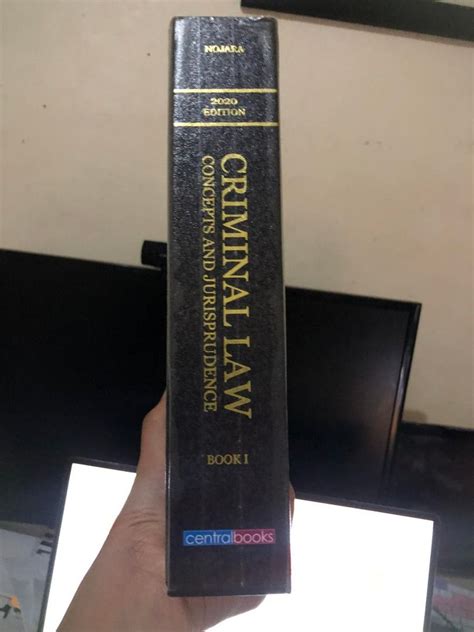 NOJARA
2020
EDITION
CRIMINAL LAW
CONCEPTS AND JURISPRUDENCE
BOOK I
centralbooks